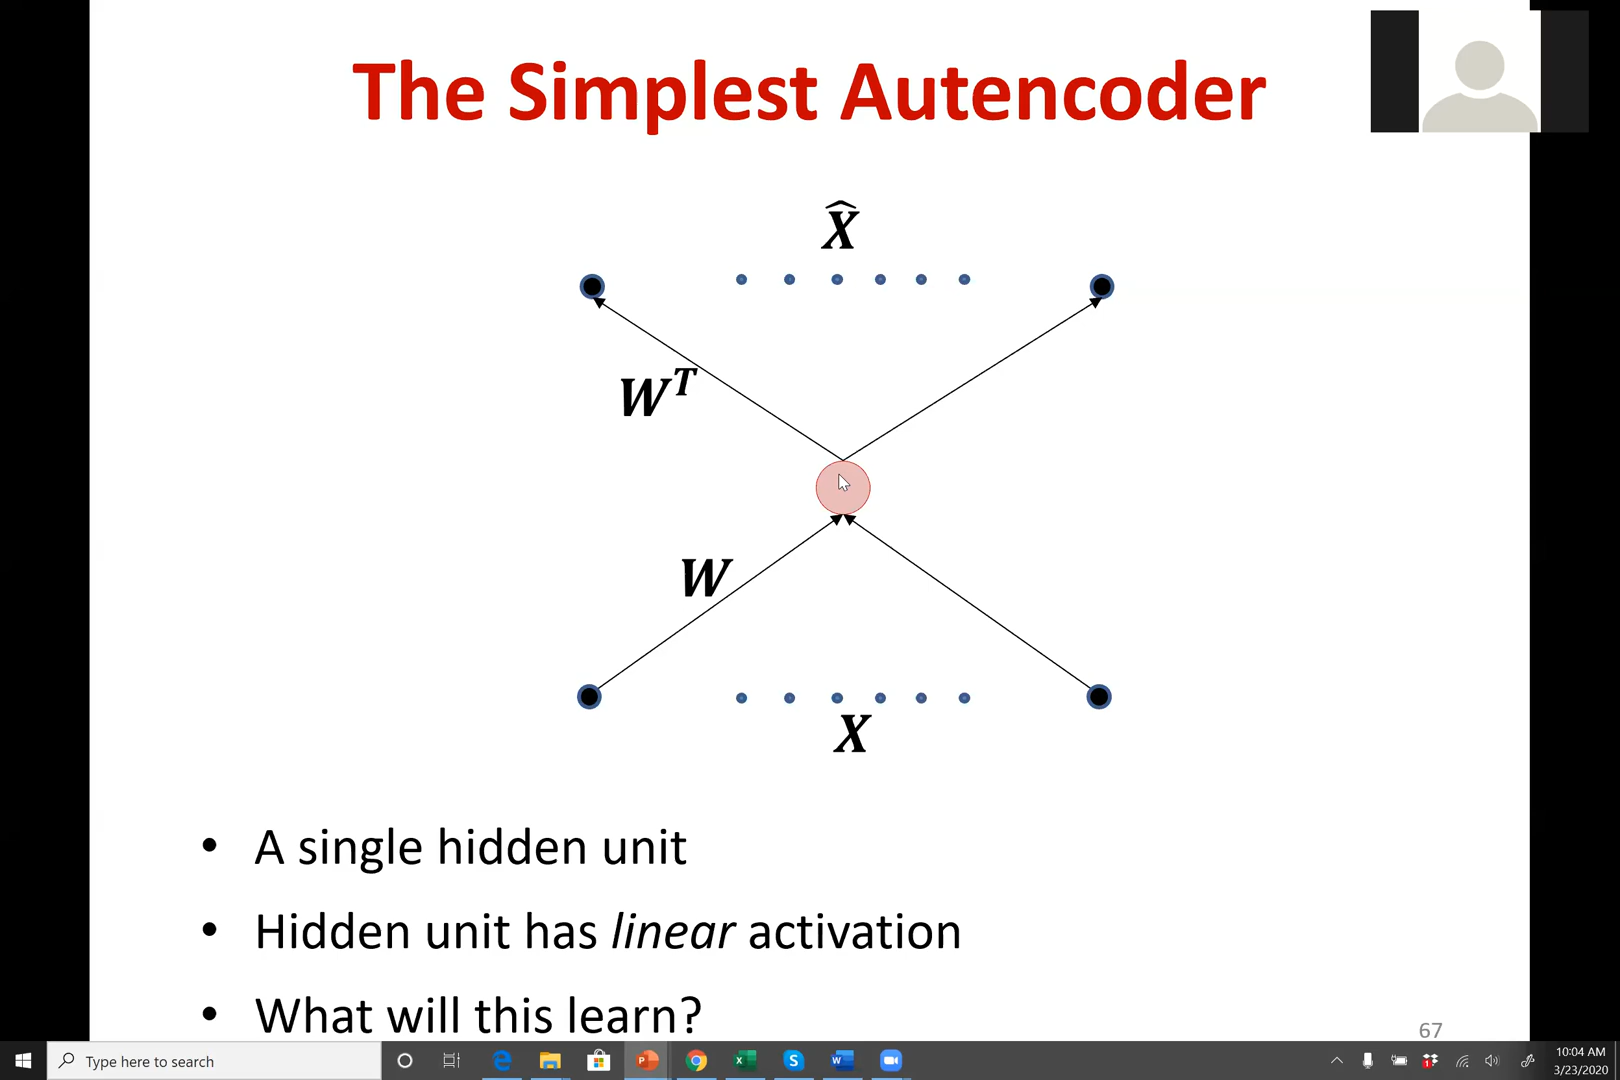 The Simplest Autencoder
X̂
W^T
W
X
• A single hidden unit
• Hidden unit has linear activation
• What will this learn?
67
Type here to search
10:04 AM
3/23/2020